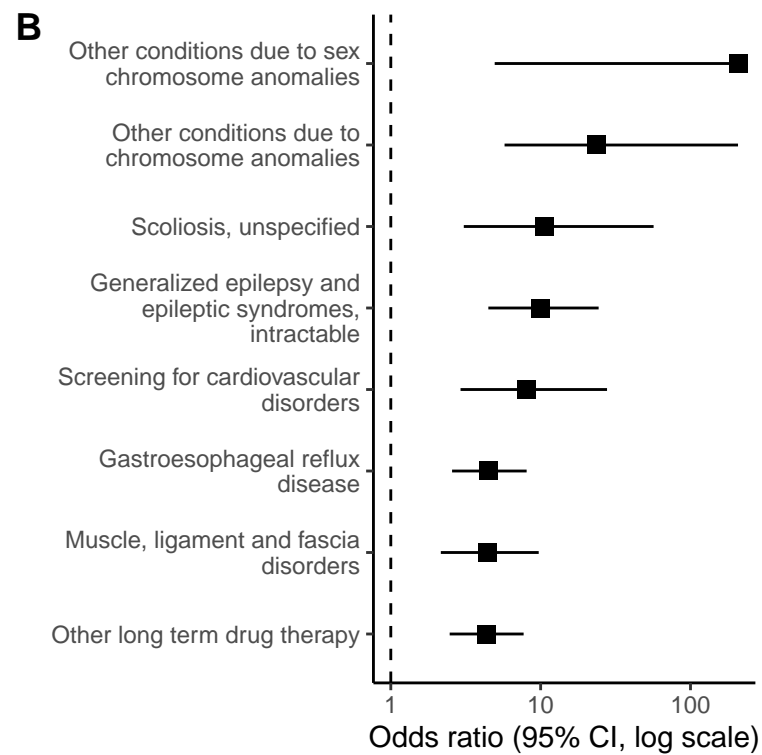 B
Other conditions due to sex
chromosome anomalies
Other conditions due to
chromosome anomalies
Scoliosis, unspecified
Generalized epilepsy and
epileptic syndromes,
intractable
Screening for cardiovascular
disorders
Gastroesophageal reflux
disease
Muscle, ligament and fascia
disorders
Other long term drug therapy
1 10 100
Odds ratio (95% CI, log scale)